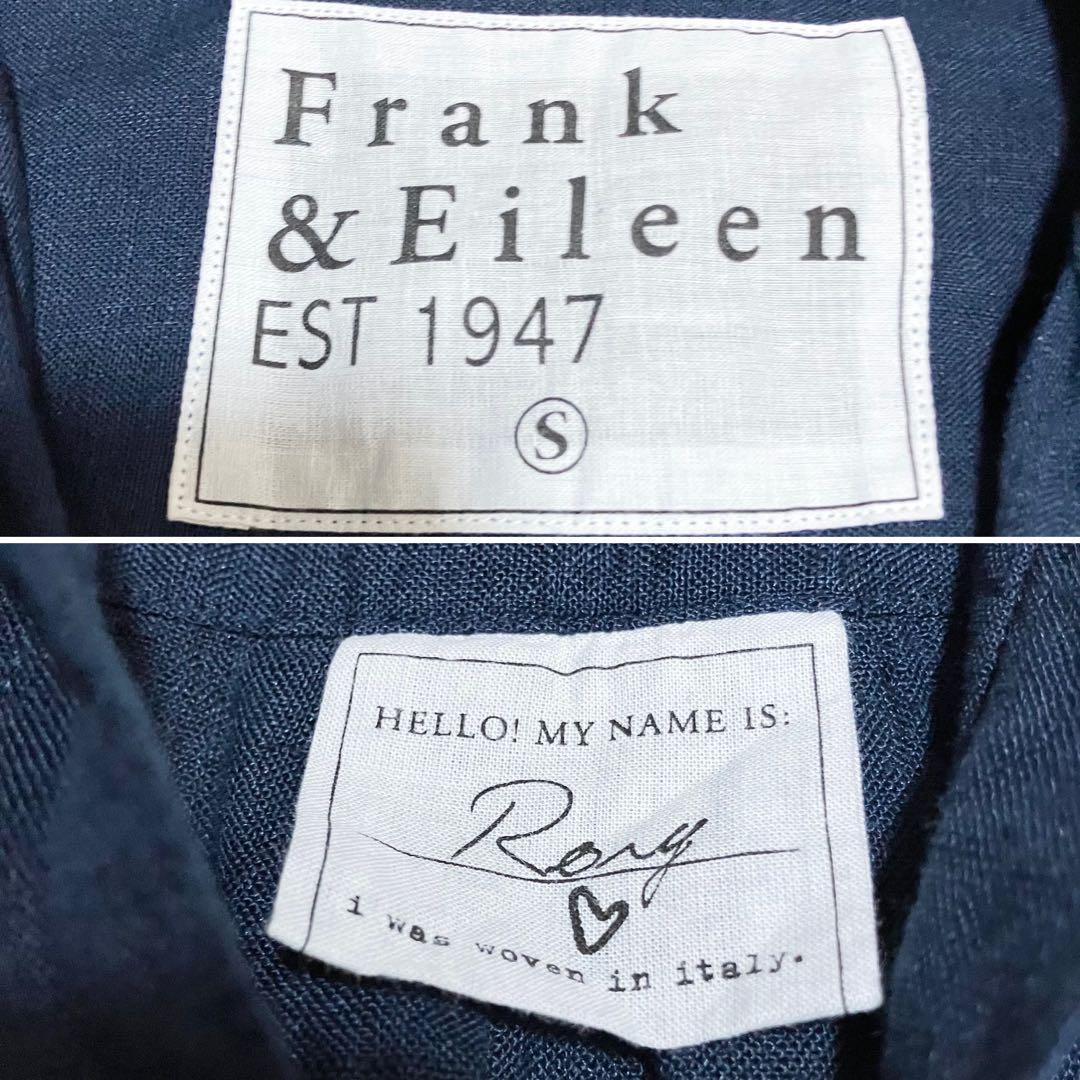 Frank
& Eileen
EST 1947
S
HELLO! MY NAME IS:
Rory
i was woven in italy.